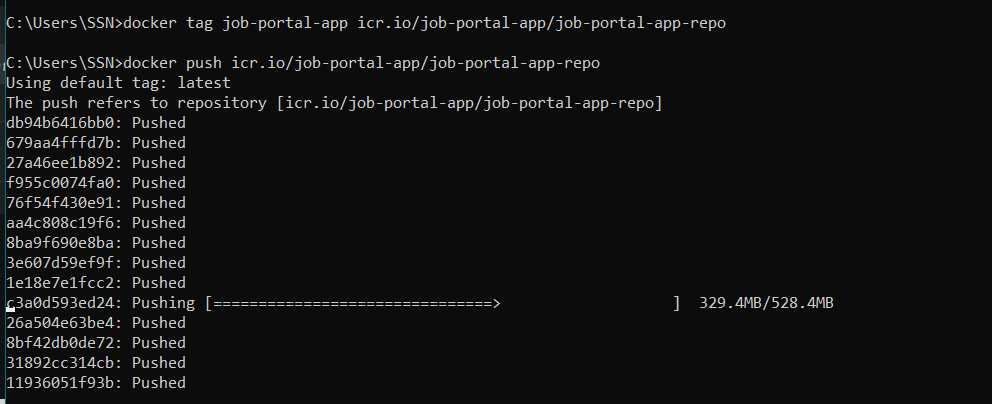 C:\Users\SSN>docker tag job-portal-app icr.io/job-portal-app/job-portal-app-repo
C:\Users\SSN>docker push icr.io/job-portal-app/job-portal-app-repo
Using default tag: latest
The push refers to repository [icr.io/job-portal-app/job-portal-app-repo]
db94b6416bb0: Pushed
679aa4fffd7b: Pushed
27a46ee1b892: Pushed
f955c0074fa0: Pushed
76f54f430e91: Pushed
aa4c808c19f6: Pushed
8ba9f690e8ba: Pushed
3e607d59ef9f: Pushed
1e18e7e1fcc2: Pushed
c3a0d593ed24: Pushing [===============================>                   ]  329.4MB/528.4MB
26a504e63be4: Pushed
8bf42db0de72: Pushed
31892cc314cb: Pushed
11936051f93b: Pushed